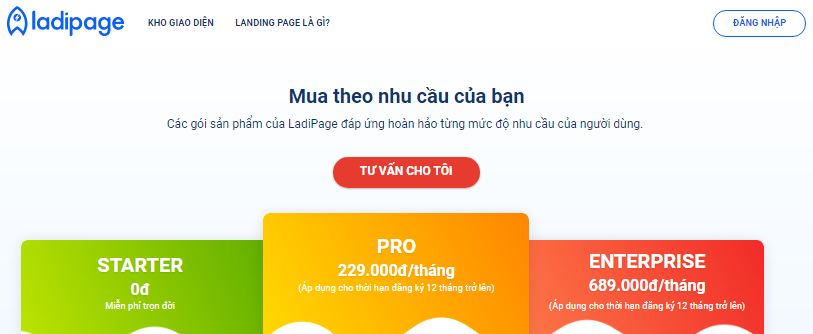 ladipage
KHO GIAO DIỆN
LANDING PAGE LÀ GÌ?
ĐĂNG NHẬP
Mua theo nhu cầu của bạn
Các gói sản phẩm của LadiPage đáp ứng hoàn hảo từng mức độ nhu cầu của người dùng.
TƯ VẤN CHO TÔI
STARTER
0đ
Miễn phí trọn đời
PRO
229.000đ/tháng
(Áp dụng cho thời hạn đăng ký 12 tháng trở lên)
ENTERPRISE
689.000đ/tháng
(Áp dụng cho thời hạn đăng ký 12 tháng trở lên)